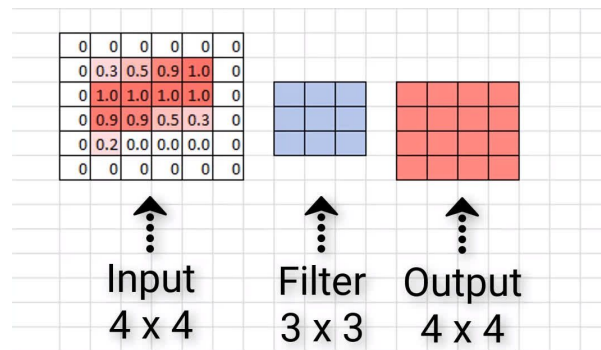 0 0 0 0 0 0
0 0.3 0.5 0.9 1.0 0
0 1.0 1.0 1.0 1.0 0
0 0.9 0.9 0.5 0.3 0
0 0.2 0.0 0.0 0.0 0
0 0 0 0 0 0
Input Filter Output
4 x 4 3 x 3 4 x 4